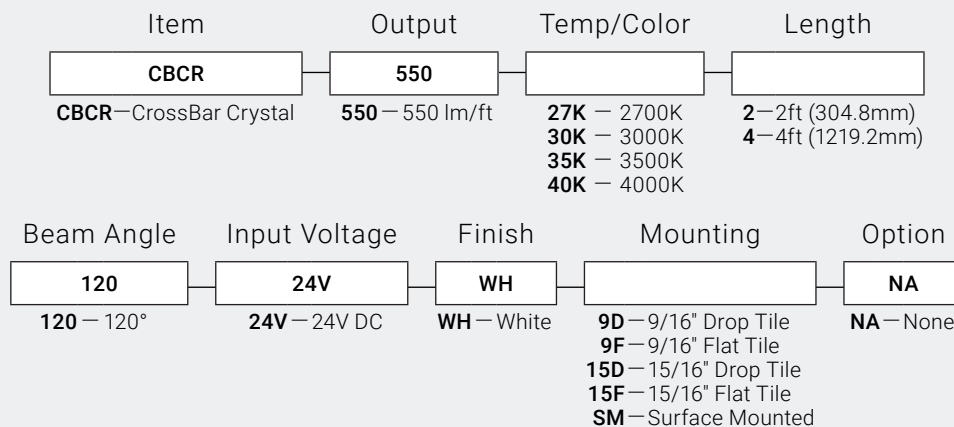 Item Output Temp/Color Length
CBCR 550
CBCR—CrossBar Crystal 550—550 lm/ft 27K — 2700K 2—2ft (304.8mm)
30K — 3000K 4—4ft (1219.2mm)
35K — 3500K
40K — 4000K
Beam Angle Input Voltage Finish Mounting Option
120 24V WH NA
120—120° 24V—24V DC WH—White 9D—9/16" Drop Tile NA—None
9F—9/16" Flat Tile
15D—15/16" Drop Tile
15F—15/16" Flat Tile
SM—Surface Mounted